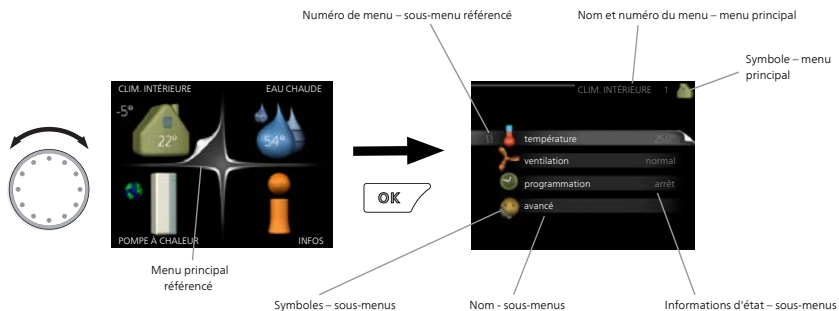 Numéro de menu – sous-menu référencé
Nom et numéro du menu – menu principal
Symbole – menu
principal
CLIM. INTÉRIEURE
EAU CHAUDE
-5°
22°
54°
POMPE À CHALEUR
INFOS
Menu principal
référencé
OK
CLIM. INTÉRIEURE 1
1.1 température
ventilation normal
programmation arrêt
avancé
Symboles – sous-menus
Nom - sous-menus
Informations d'état – sous-menus